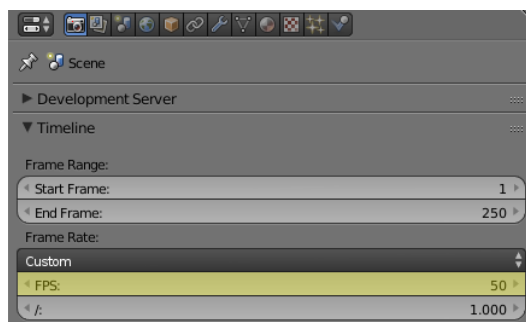 Scene
Development Server
Timeline
Frame Range:
Start Frame: 1
End Frame: 250
Frame Rate:
Custom
FPS: 50
/: 1.000